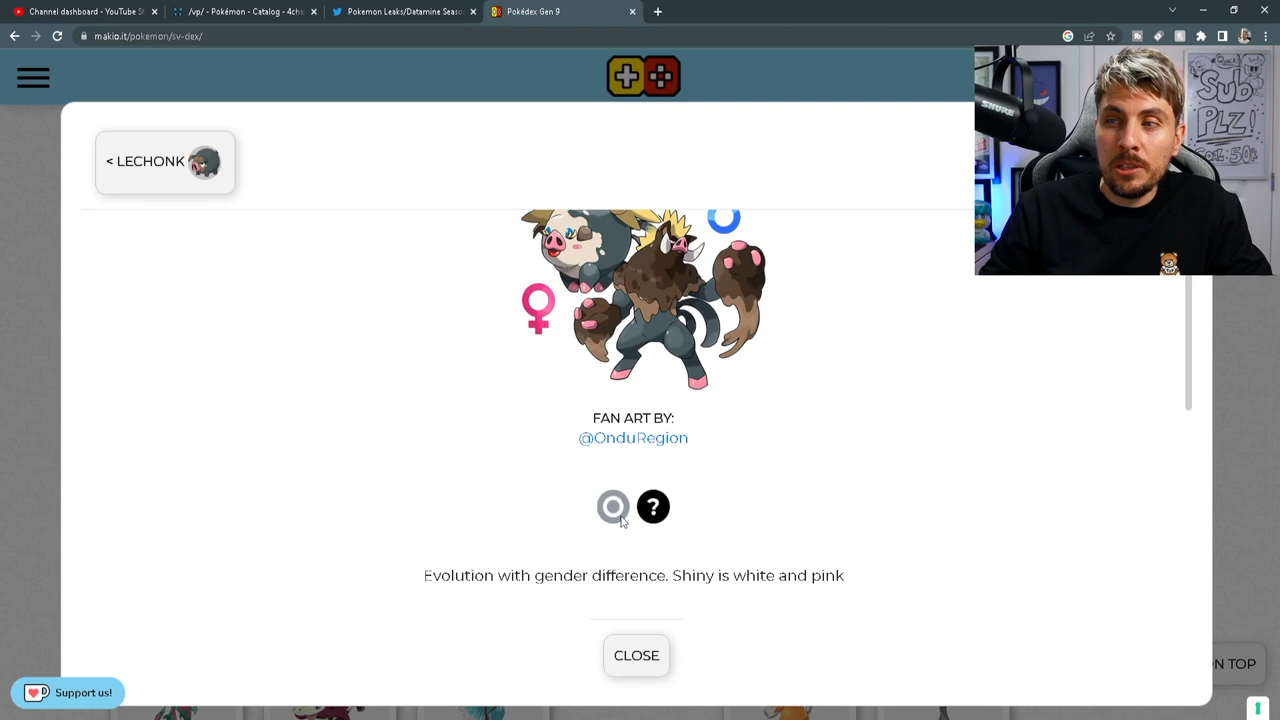 Channel dashboard - YouTube St
/vp/ - Pokémon - Catalog - 4cha
Pokemon Leaks/Datamine Seaso
Pokédex Gen 9
makio.it/pokemon/sv-dex/
< LECHONK
SHURE
SUB
PLZ!
FAN ART BY:
@OnduRegion
?
Evolution with gender difference. Shiny is white and pink
CLOSE
Support us!
N TOP